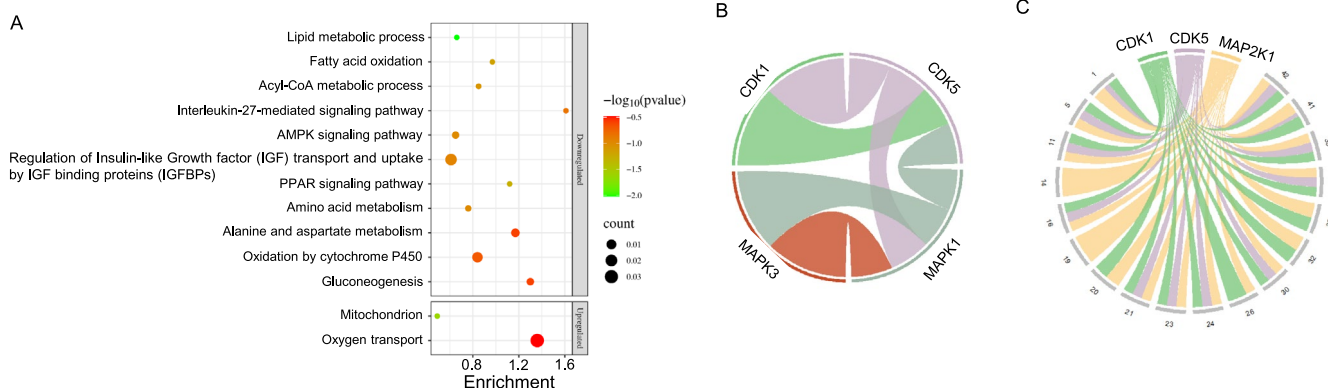 A
Lipid metabolic process
Fatty acid oxidation
Acyl-CoA metabolic process
Interleukin-27-mediated signaling pathway
AMPK signaling pathway
Regulation of Insulin-like Growth factor (IGF) transport and uptake
by IGF binding proteins (IGFBPs)
PPAR signaling pathway
Amino acid metabolism
Alanine and aspartate metabolism
Oxidation by cytochrome P450
Gluconeogenesis
Mitochondrion
Oxygen transport
Downregulated
Upregulated
0.8 1.2 1.6
Enrichment
−log10(pvalue)
−0.5
−1.0
−1.5
−2.0
count
0.01
0.02
0.03
B
CDK1
CDK5
MAPK3
MAPK1
C
CDK1 CDK5 MAP2K1
1
5
11
14
16
19
20
21
23
24
26
30
32
41
42